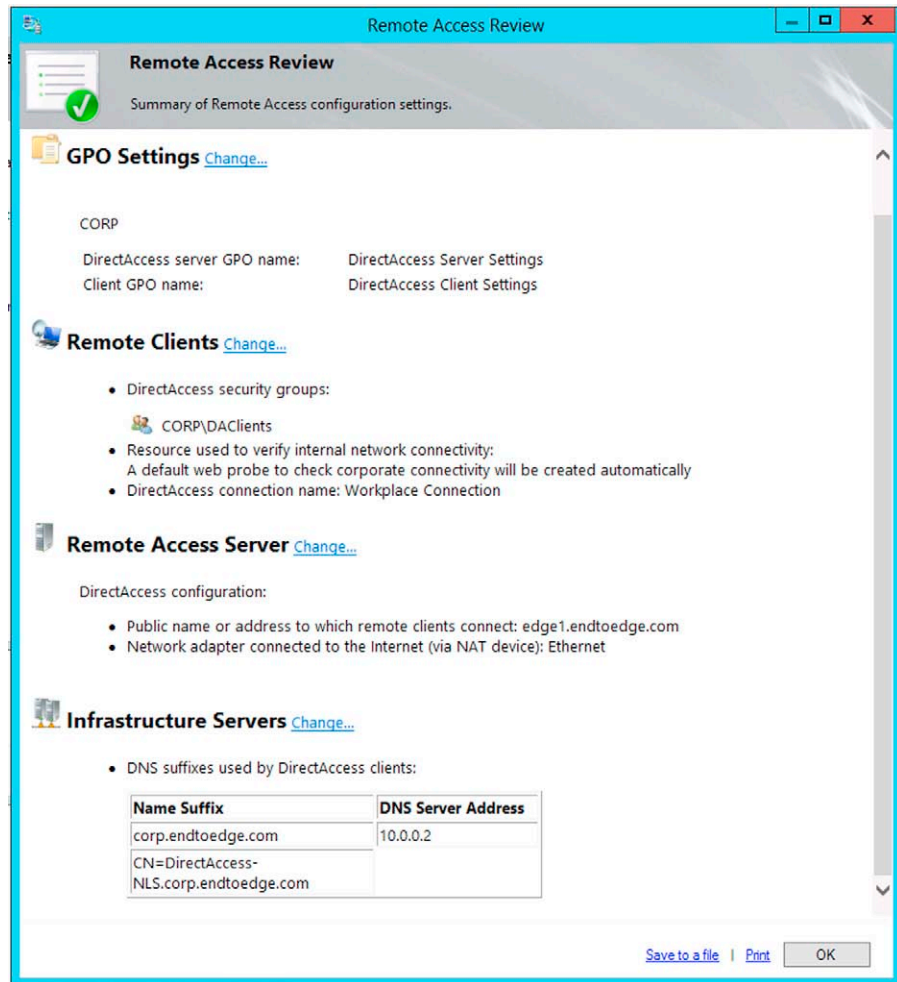 Remote Access Review
Remote Access Review
Summary of Remote Access configuration settings.
GPO Settings Change...
CORP
DirectAccess server GPO name: DirectAccess Server Settings
Client GPO name: DirectAccess Client Settings
Remote Clients Change...
• DirectAccess security groups:
CORP\DAClients
• Resource used to verify internal network connectivity:
A default web probe to check corporate connectivity will be created automatically
• DirectAccess connection name: Workplace Connection
Remote Access Server Change...
DirectAccess configuration:
• Public name or address to which remote clients connect: edge1.endtoedge.com
• Network adapter connected to the Internet (via NAT device): Ethernet
Infrastructure Servers Change...
• DNS suffixes used by DirectAccess clients:
Name Suffix DNS Server Address
corp.endtoedge.com 10.0.0.2
CN=DirectAccess-
NLS.corp.endtoedge.com
Save to a file | Print OK